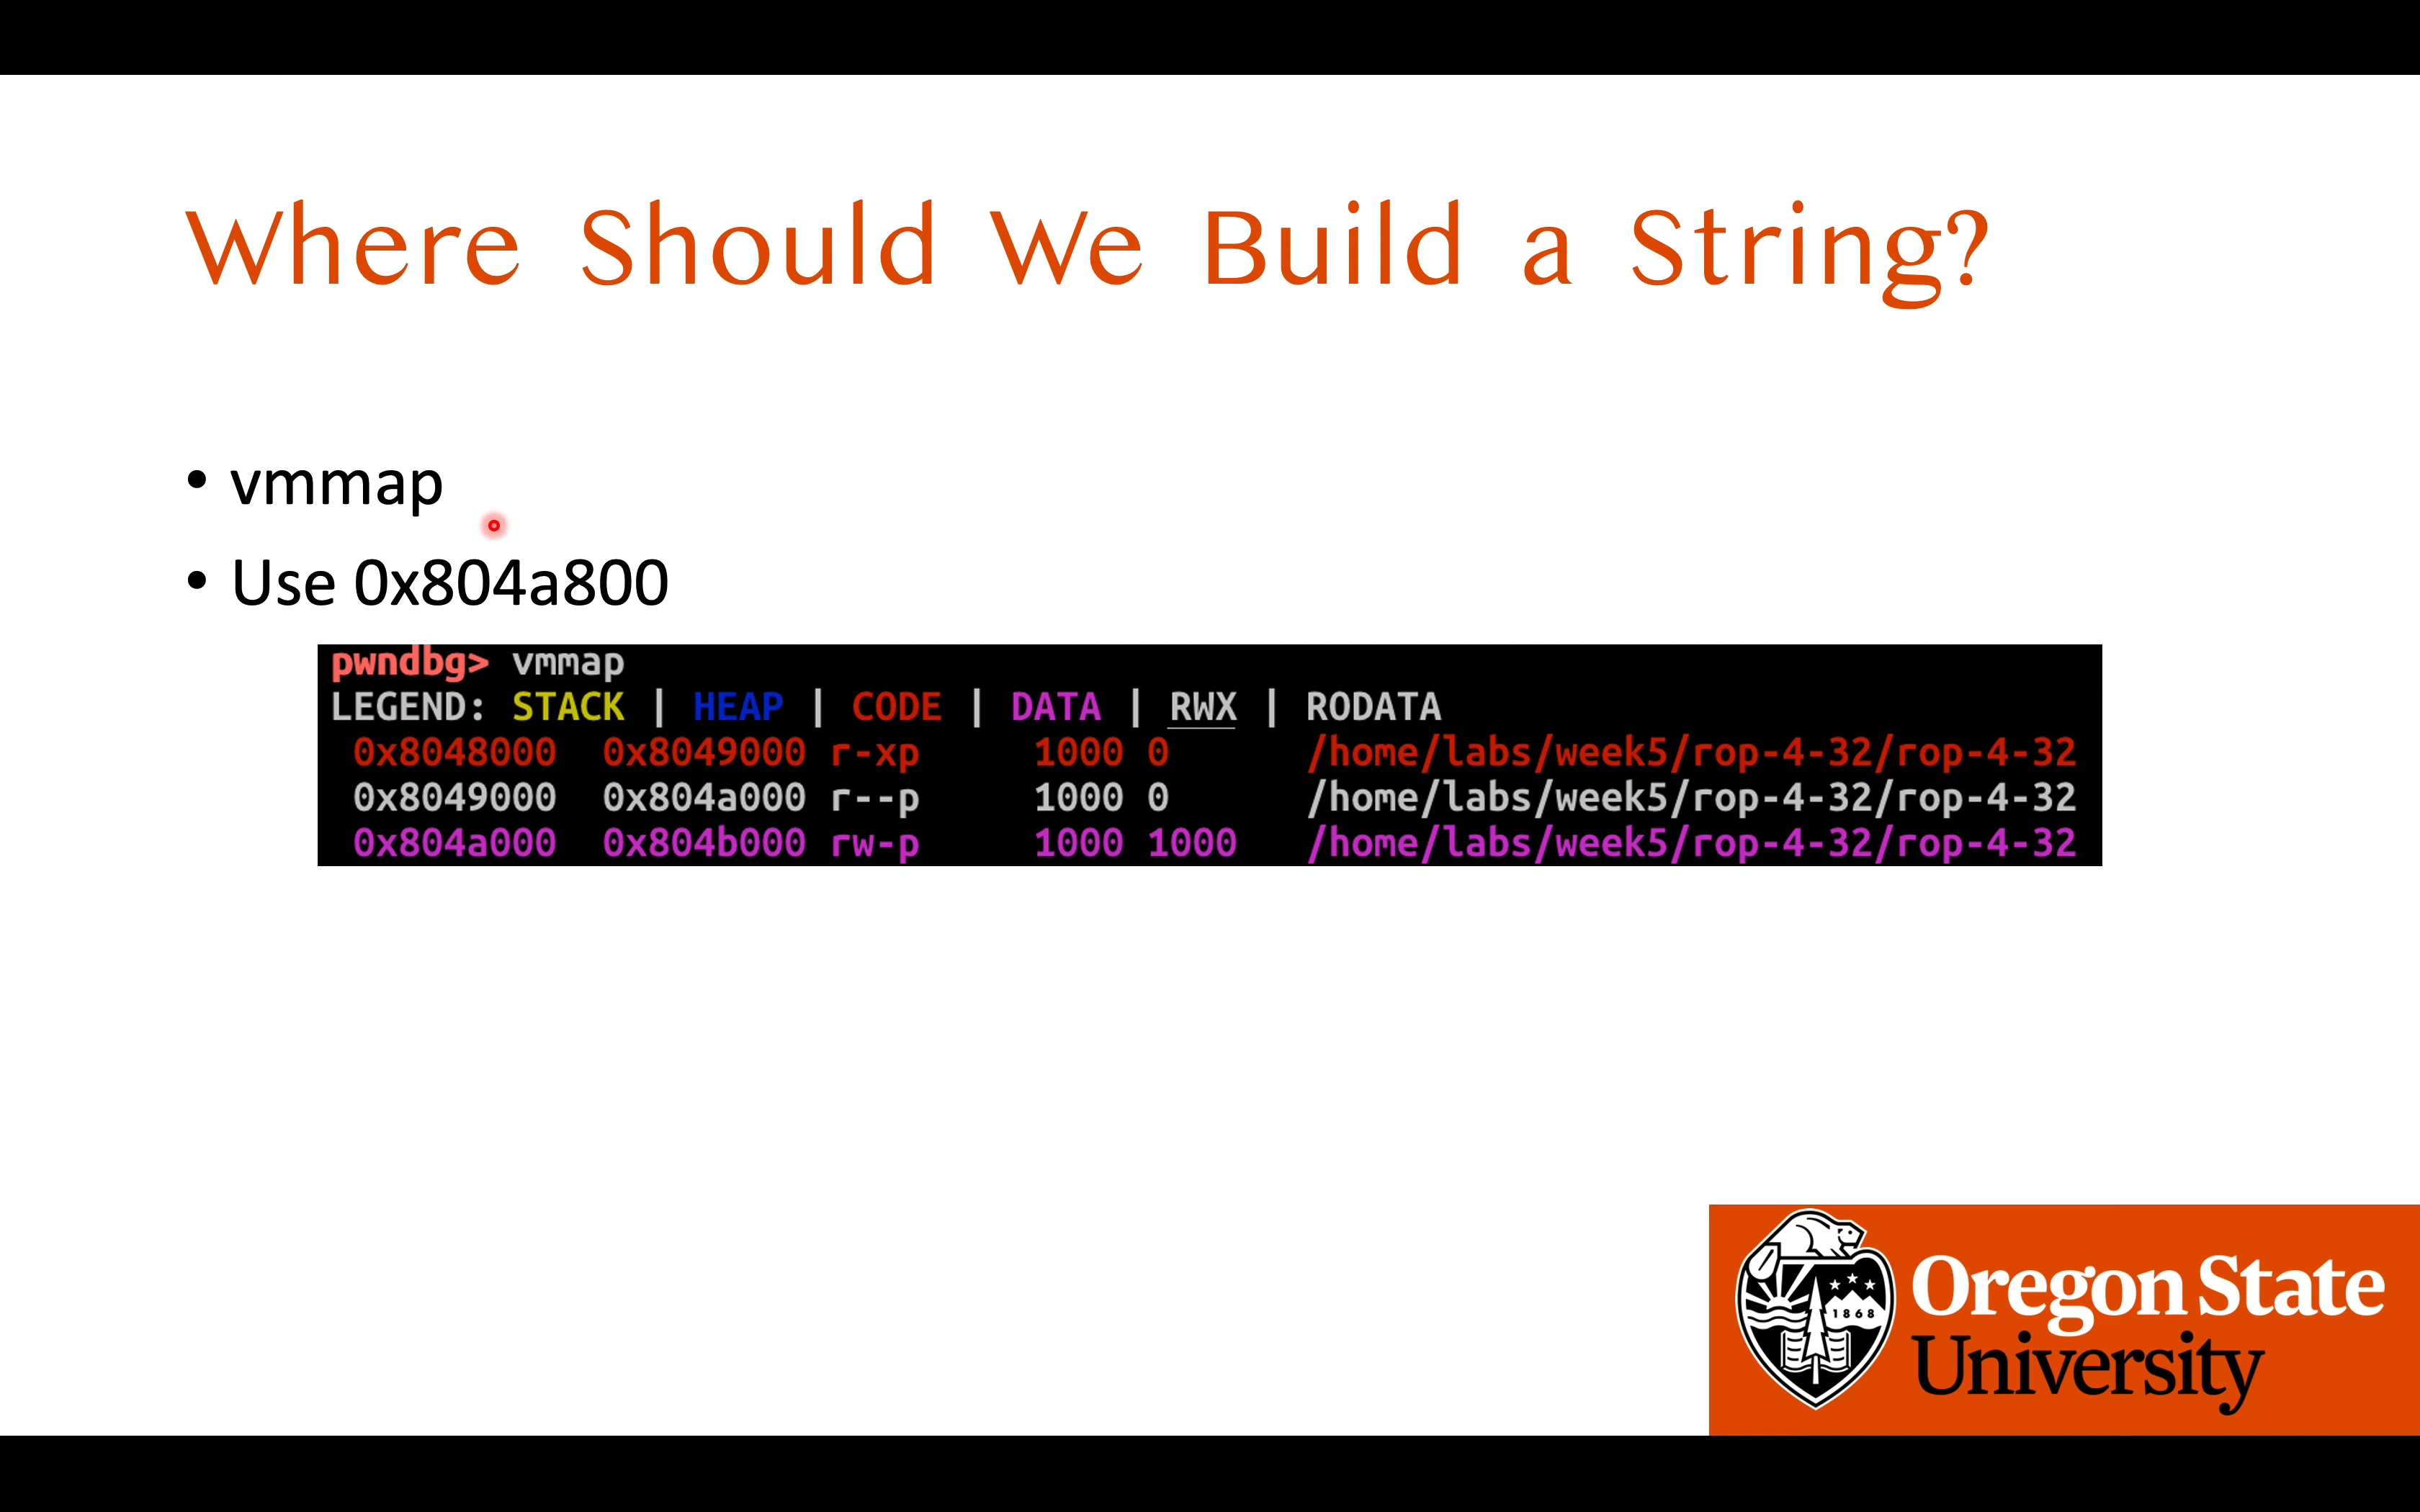 Where Should We Build a String?
• vmmap
• Use 0x804a800
pwndbg> vmmap
LEGEND: STACK | HEAP | CODE | DATA | RWX | RODATA
0x8048000 0x8049000 r-xp 1000 0 /home/labs/week5/rop-4-32/rop-4-32
0x8049000 0x804a000 r--p 1000 0 /home/labs/week5/rop-4-32/rop-4-32
0x804a000 0x804b000 rw-p 1000 1000 /home/labs/week5/rop-4-32/rop-4-32
1868
Oregon State
University